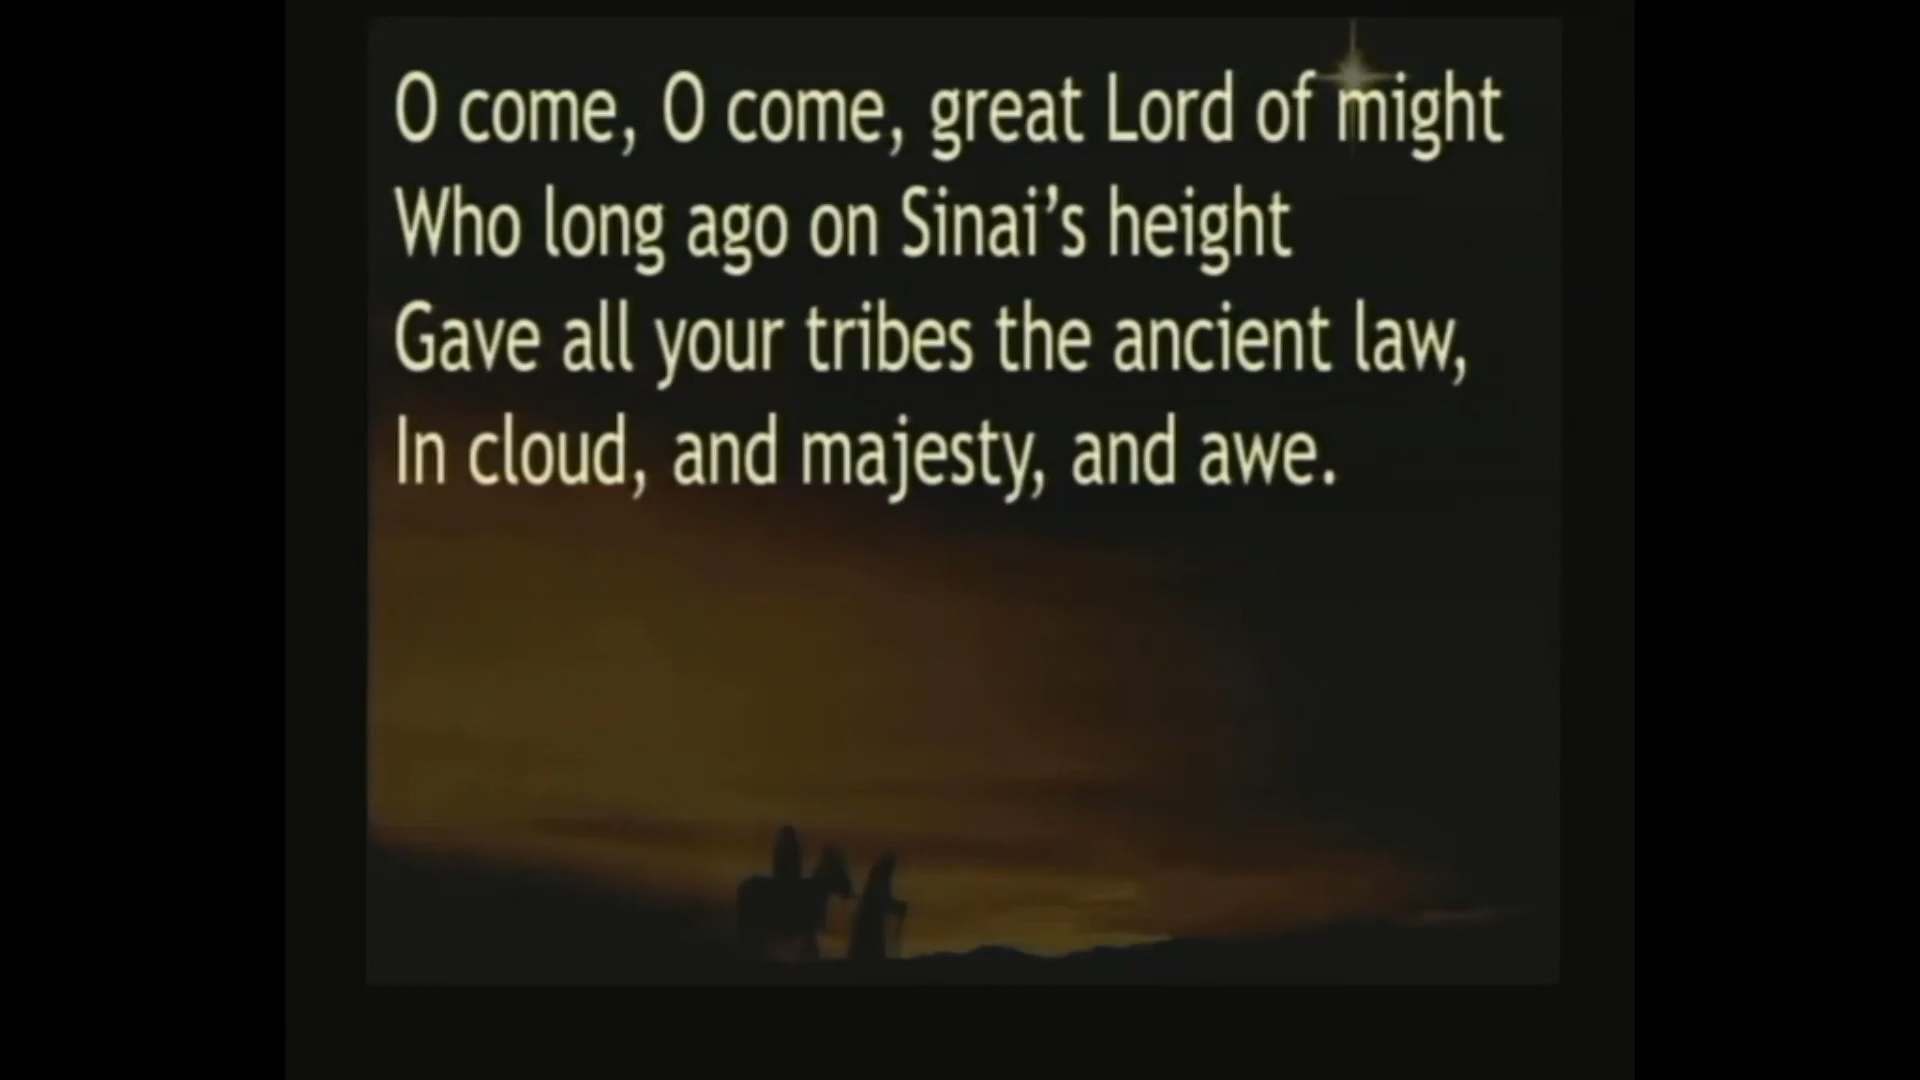 O come, O come, great Lord of might
Who long ago on Sinai’s height
Gave all your tribes the ancient law,
In cloud, and majesty, and awe.